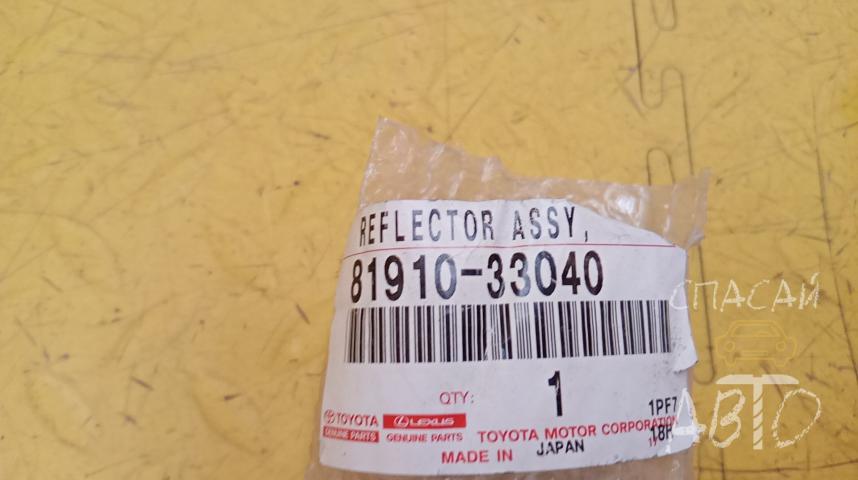 REFLECTOR ASSY,
81910-33040
QTY: 1
1PF7
TOYOTA LEXUS
GENUINE PARTS GENUINE PARTS TOYOTA MOTOR CORPORATION
18H
MADE IN JAPAN
СПАСАЙ
АВТО